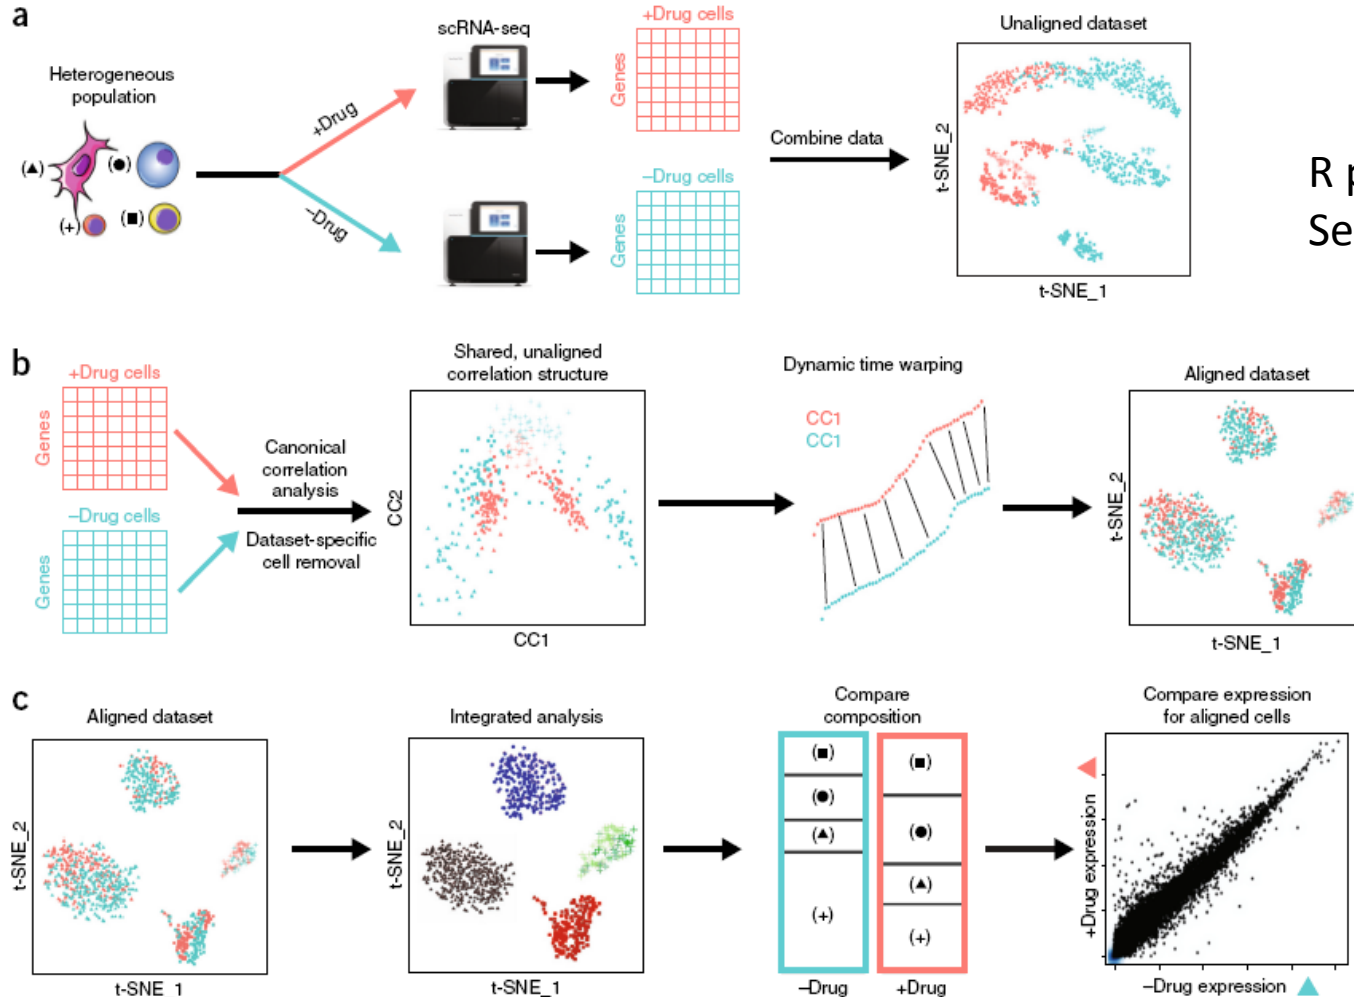 a
Heterogeneous
population
(▲)
(●)
(+)
(■)
+Drug
–Drug
scRNA-seq
+Drug cells
Genes
–Drug cells
Genes
Combine data
Unaligned dataset
t-SNE_2
t-SNE_1
R p
Se
b
+Drug cells
Genes
–Drug cells
Genes
Canonical
correlation
analysis
Dataset-specific
cell removal
Shared, unaligned
correlation structure
CC2
CC1
Dynamic time warping
CC1
CC1
Aligned dataset
t-SNE_2
t-SNE_1
c
Aligned dataset
t-SNE_2
t-SNE_1
Integrated analysis
t-SNE_2
t-SNE_1
Compare
composition
(■)
(●)
(▲)
(+)
–Drug
(■)
(●)
(▲)
(+)
+Drug
Compare expression
for aligned cells
+Drug expression
–Drug expression